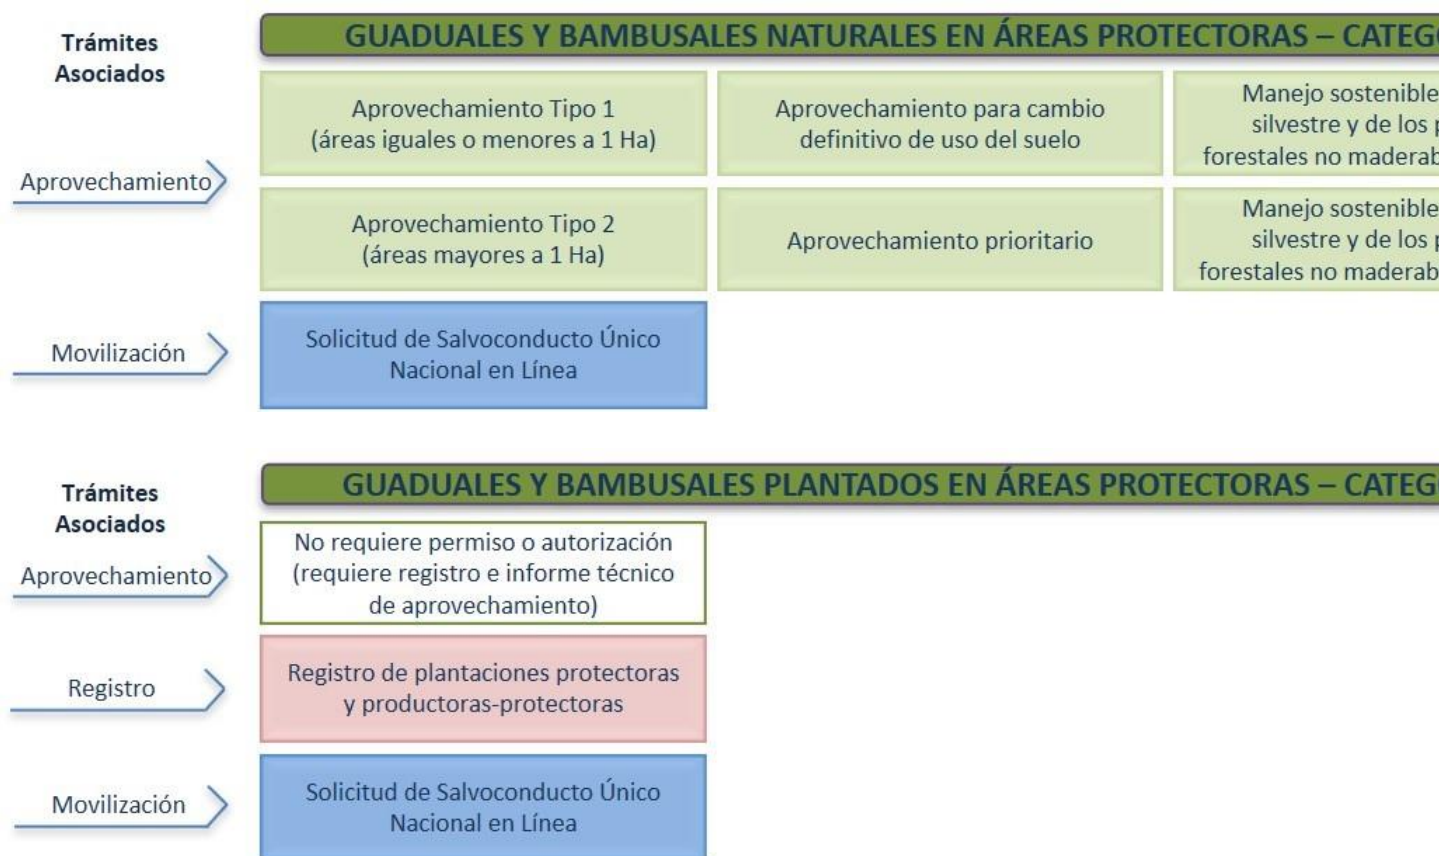 Trámites
Asociados
GUADUALES Y BAMBUSALES NATURALES EN ÁREAS PROTECTORAS –
Aprovechamiento
Aprovechamiento Tipo 1
(áreas iguales o menores a 1 Ha)
Aprovechamiento para cambio
definitivo de uso del suelo
Manejo sostenible
silvestre y de los
forestales no
Aprovechamiento Tipo 2
(áreas mayores a 1 Ha)
Aprovechamiento prioritario
Manejo sostenible
silvestre y de los
forestales no
Movilización
Solicitud de Salvoconducto Único
Nacional en Línea
Trámites
Asociados
GUADUALES Y BAMBUSALES PLANTADOS EN ÁREAS PROTECTORAS –
Aprovechamiento
No requiere permiso o autorización
(requiere registro e informe técnico
de aprovechamiento)
Registro
Registro de plantaciones protectoras
y productoras-protectoras
Movilización
Solicitud de Salvoconducto Único
Nacional en Línea